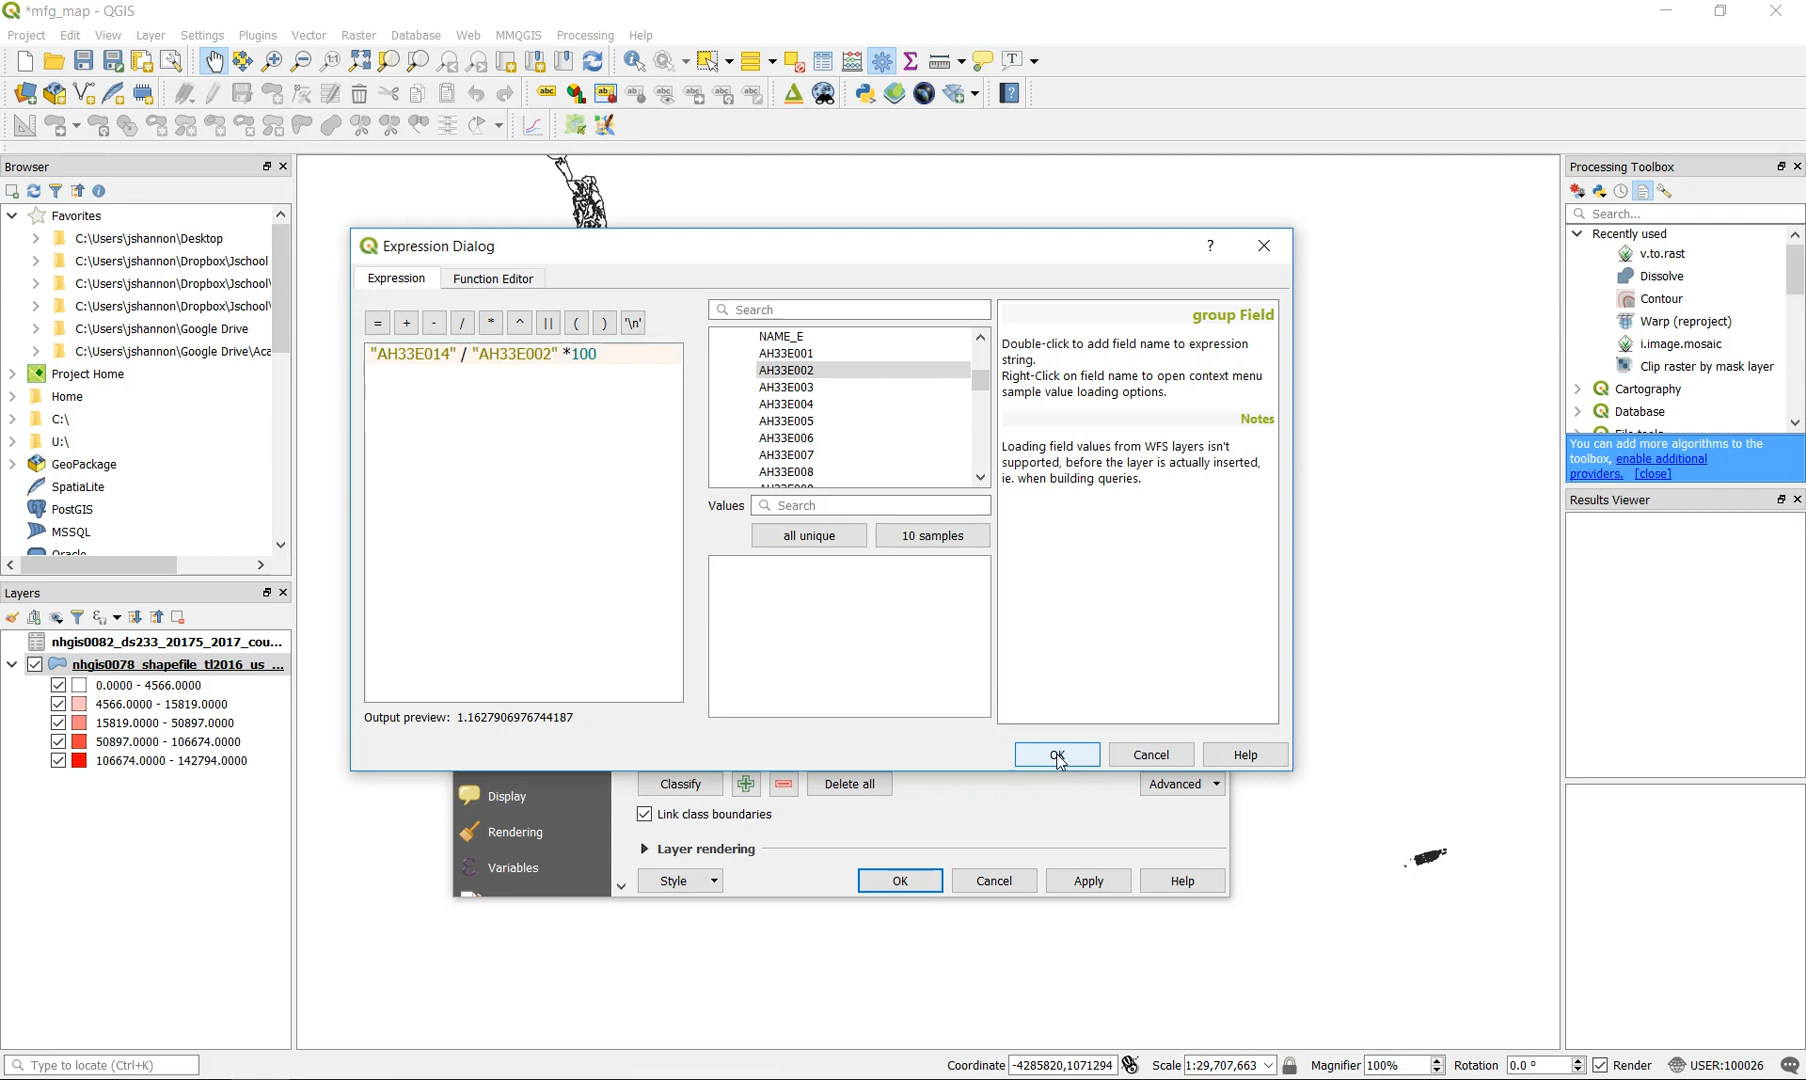 *mfg_map - QGIS
Project Edit View Layer Settings Plugins Vector Raster Database Web MMQGIS Processing Help
Browser
Favorites
C:\Users\jshannon\Desktop
C:\Users\jshannon\Dropbox\Jschool
C:\Users\jshannon\Dropbox\Jschool\
C:\Users\jshannon\Dropbox\Jschool\
C:\Users\jshannon\Google Drive
C:\Users\jshannon\Google Drive\Aca
Project Home
Home
C:\
U:\
GeoPackage
SpatiaLite
PostGIS
MSSQL
Oracle
Layers
nhgis0082_ds233_20175_2017_cou...
nhgis0078_shapefile_tl2016_us_...
0.0000 - 4566.0000
4566.0000 - 15819.0000
15819.0000 - 50897.0000
50897.0000 - 106674.0000
106674.0000 - 142794.0000
Expression Dialog
?
Expression Function Editor
= + - / * ^ || ( ) '\n'
"AH33E014" / "AH33E002" *100
Output preview: 1.1627906976744187
Search
NAME_E
AH33E001
AH33E002
AH33E003
AH33E004
AH33E005
AH33E006
AH33E007
AH33E008
AH33E009
Values Search
all unique 10 samples
group Field
Double-click to add field name to expression
string.
Right-Click on field name to open context menu
sample value loading options.
Notes
Loading field values from WFS layers isn't
supported, before the layer is actually inserted,
ie. when building queries.
OK Cancel Help
Display
Rendering
Variables
Classify Delete all Advanced
Link class boundaries
Layer rendering
Style OK Cancel Apply Help
Processing Toolbox
Search...
Recently used
v.to.rast
Dissolve
Contour
Warp (reproject)
i.image.mosaic
Clip raster by mask layer
Cartography
Database
File tools
You can add more algorithms to the
toolbox, enable additional
providers. [close]
Results Viewer
Type to locate (Ctrl+K)
Coordinate -4285820,1071294 Scale 1:29,707,663 Magnifier 100% Rotation 0.0 ° Render USER:100026